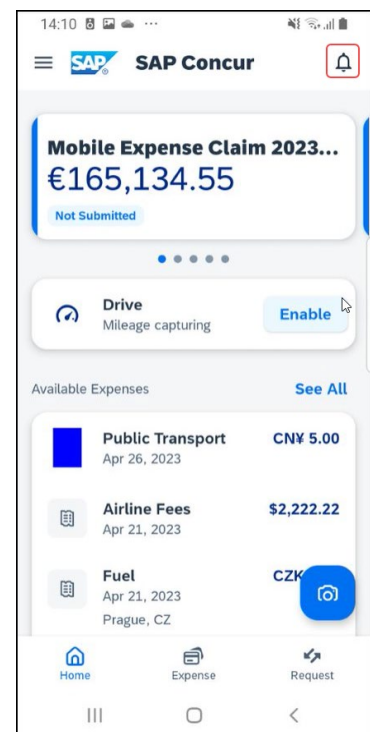 14:10
SAP SAP Concur
Mobile Expense Claim 2023...
€165,134.55
Not Submitted
Drive
Mileage capturing
Enable
Available Expenses See All
Public Transport CN¥ 5.00
Apr 26, 2023
Airline Fees $2,222.22
Apr 21, 2023
Fuel CZK
Apr 21, 2023
Prague, CZ
Home Expense Request